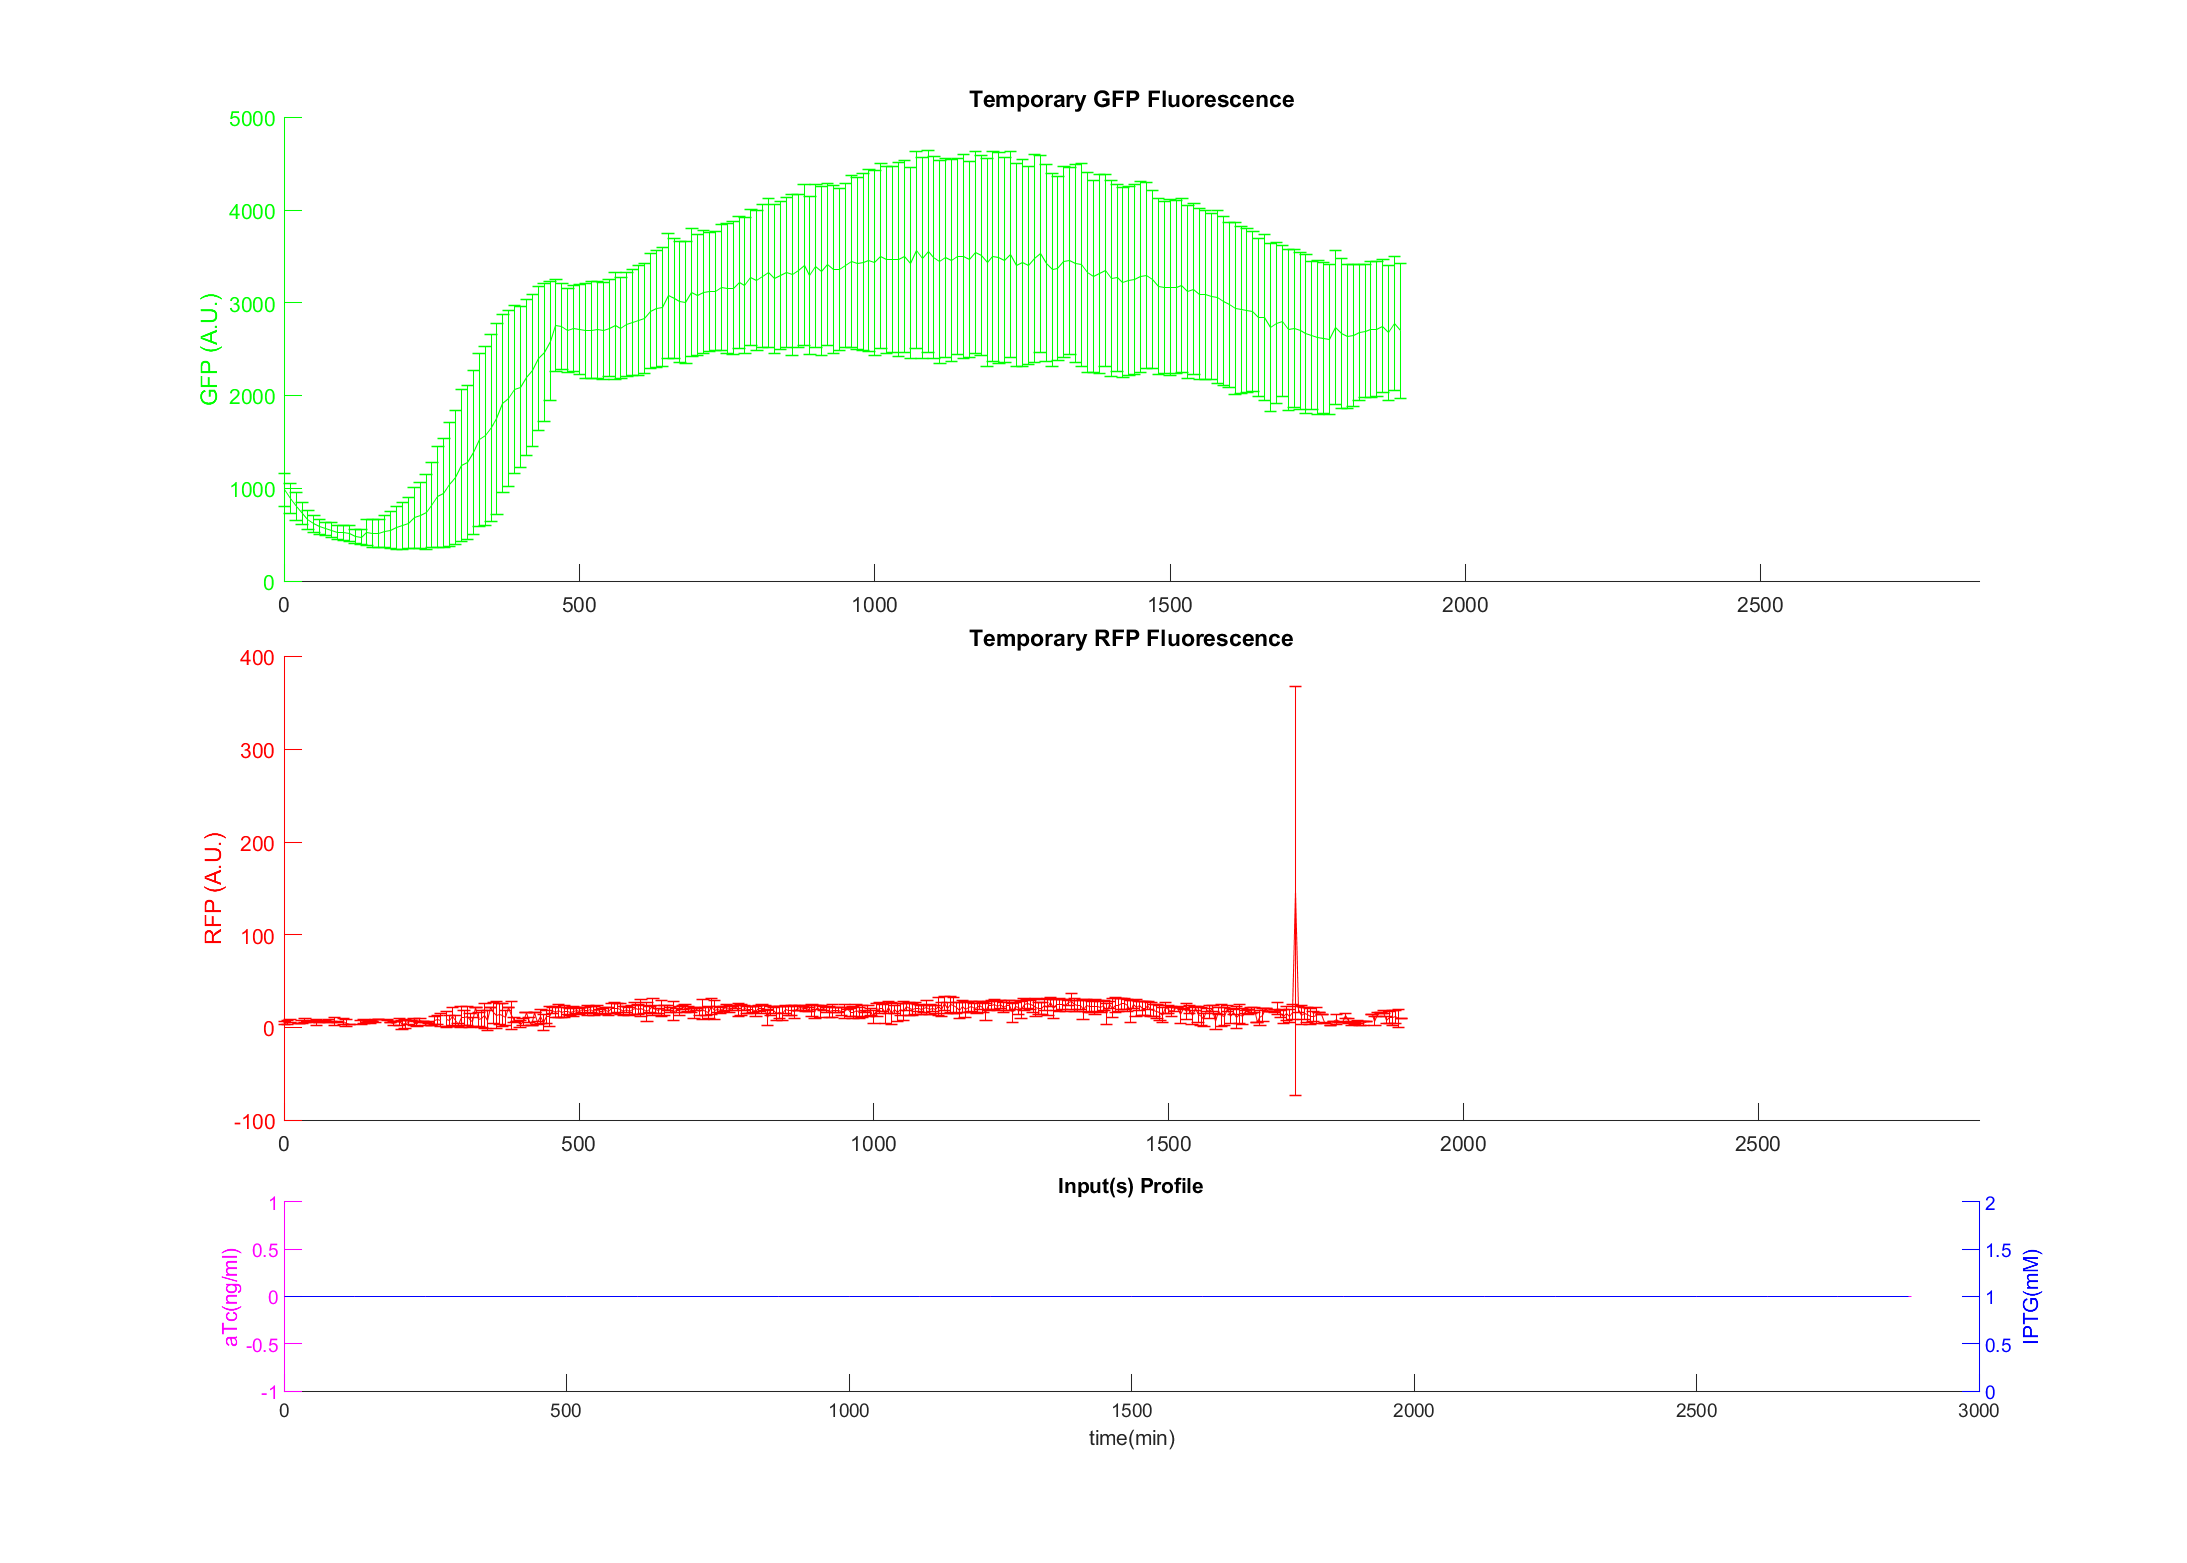 Temporary GFP Fluorescence
5000
4000
3000
2000
1000
0
GFP (A.U.)
0 500 1000 1500 2000 2500
Temporary RFP Fluorescence
400
300
200
100
0
-100
RFP (A.U.)
0 500 1000 1500 2000 2500
Input(s) Profile
1
0.5
0
-0.5
-1
aTc(ng/ml)
2
1.5
1
0.5
0
IPTG(mM)
0 500 1000 1500 2000 2500 3000
time(min)